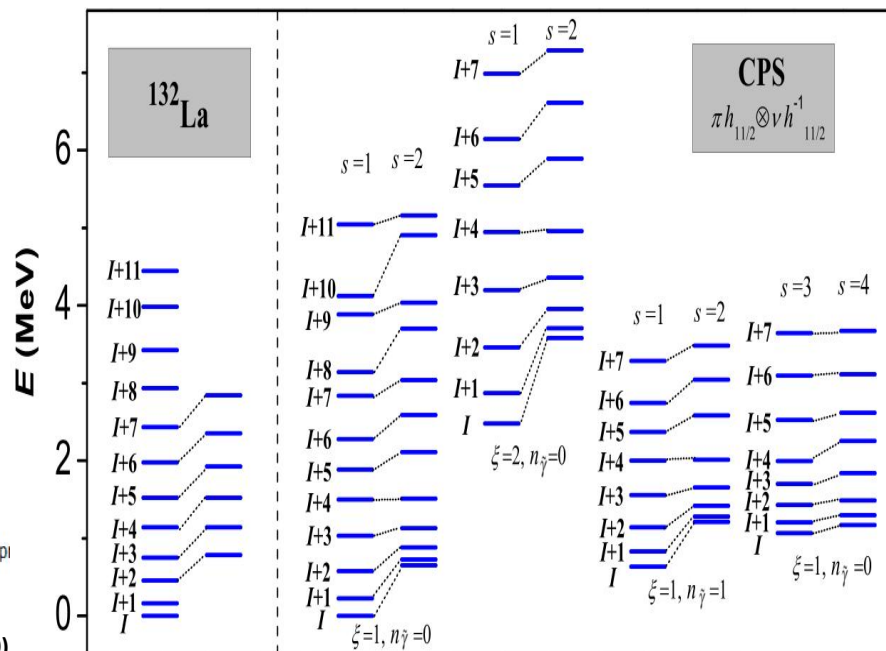 s=1 s=2
132La
CPS
πh11/2⊗νh-111/2
E (MeV)
6
4
2
0
I+11
I+10
I+9
I+8
I+7
I+6
I+5
I+4
I+3
I+2
I+1
I
s=1 s=2
I+11
I+10
I+9
I+8
I+7
I+6
I+5
I+4
I+3
I+2
I+1
I
ξ=1, nγ̃=0
I+7
I+6
I+5
I+4
I+3
I+2
I+1
I
ξ=2, nγ̃=0
s=1 s=2
I+7
I+6
I+5
I+4
I+3
I+2
I+1
I
ξ=1, nγ̃=1
s=3 s=4
I+7
I+6
I+5
I+4
I+3
I+2
I+1
I
ξ=1, nγ̃=0